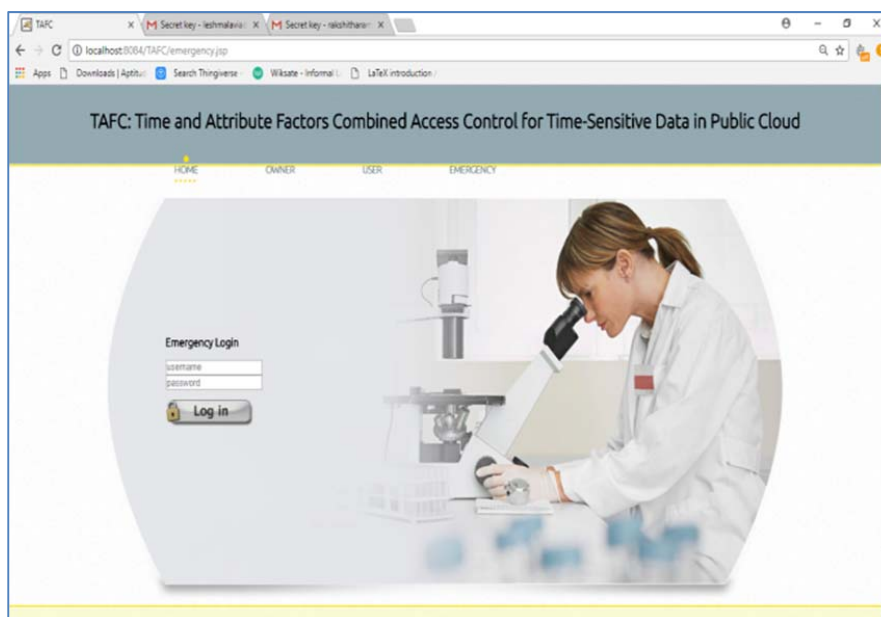 TAFC
Secret key - leshmalavia
Secret key - rakshithare
localhost:8084/TAFC/emergency.jsp
Apps Downloads | Aptitu Search Thingiverse - Wiksate - Informal L LaTeX introduction /
TAFC: Time and Attribute Factors Combined Access Control for Time-Sensitive Data in Public Cloud
HOME OWNER USER EMERGENCY
Emergency Login
username
password
Log in